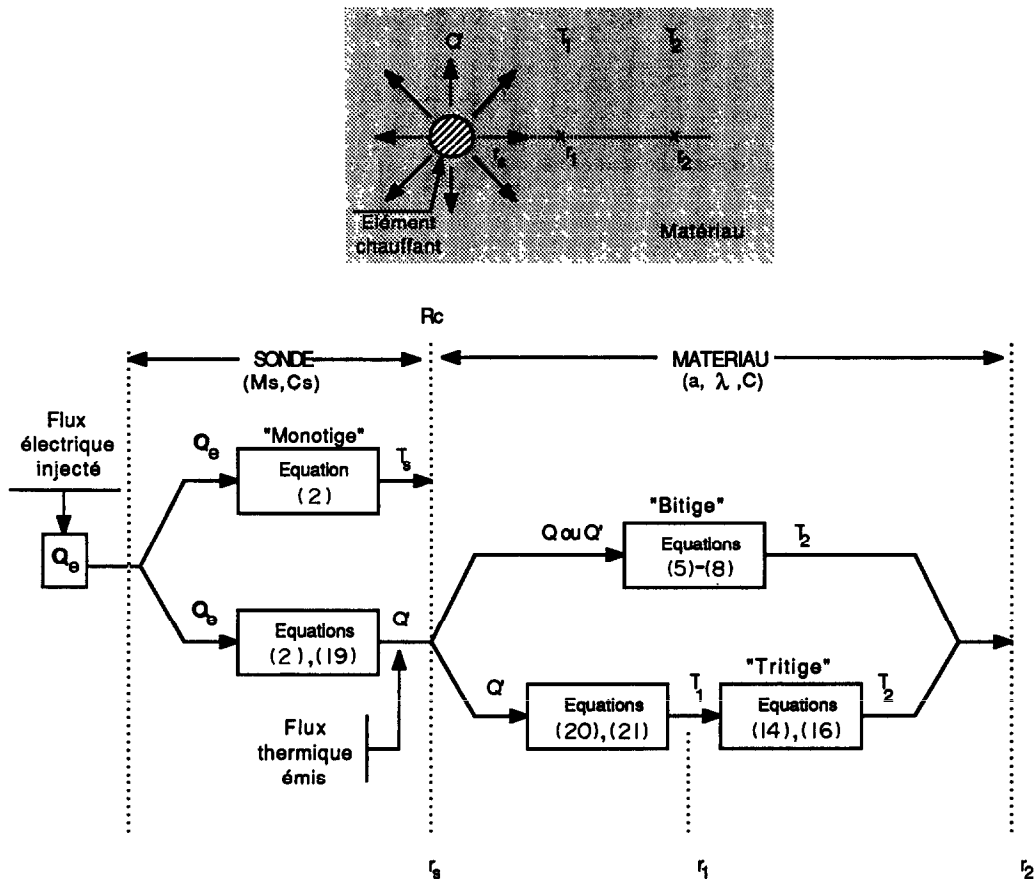 Q' T₁ T₂
rₛ r₁ r₂
Elément
chauffant
Matériau
Rc
SONDE
(Ms,Cs)
MATERIAU
(a, λ ,C)
Flux
électrique
injecté
Qₑ
Qₑ
"Monotige"
Equation
(2)
Tₛ
Qₑ
Equations
(2),(19)
Q'
Flux
thermique
émis
Q ou Q'
"Bitige"
Equations
(5)-(8)
T₂
Q'
Equations
(20),(21)
T₁
"Tritige"
Equations
(14),(16)
T₂
rₛ r₁ r₂